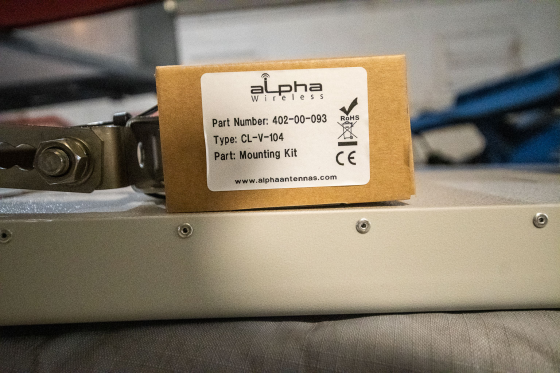 aLpha
Wireless
Part Number: 402-00-093
RoHS
Type: CL-V-104
Part: Mounting Kit
CE
www.alphaantennas.com